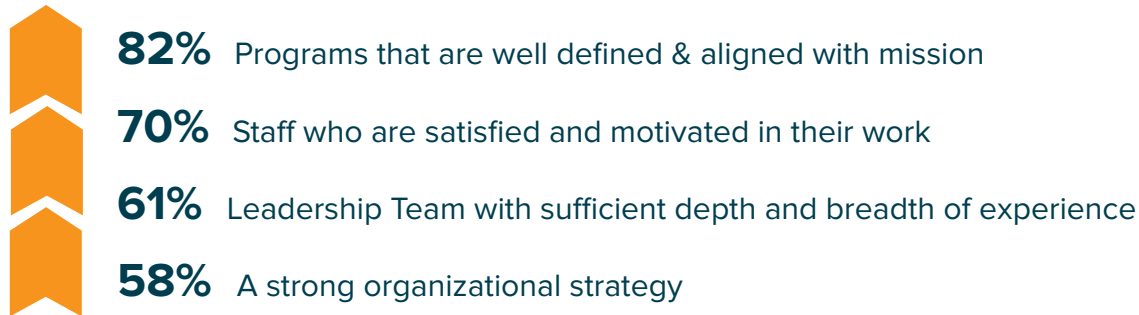 82% Programs that are well defined & aligned with mission
70% Staff who are satisfied and motivated in their work
61% Leadership Team with sufficient depth and breadth of experience
58% A strong organizational strategy